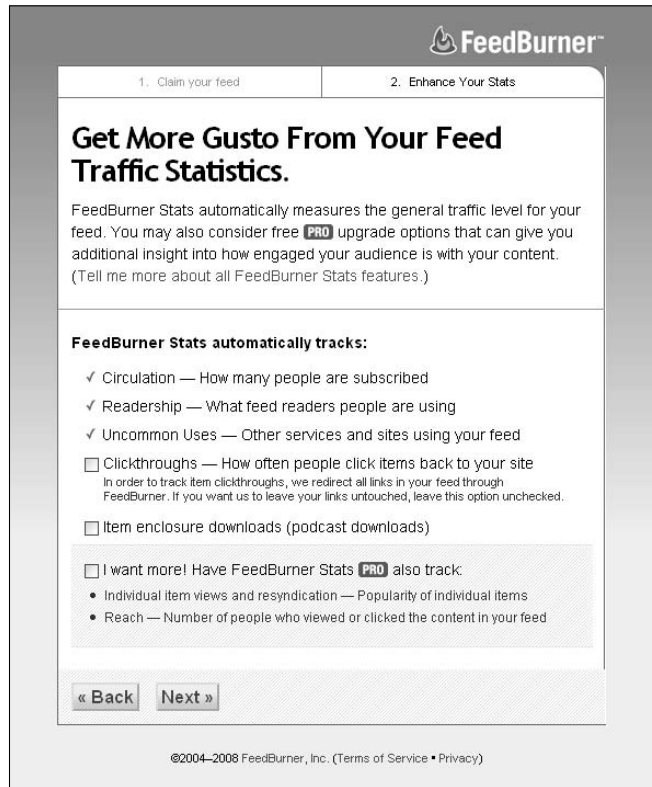 FeedBurner™
1. Claim your feed
2. Enhance Your Stats
Get More Gusto From Your Feed
Traffic Statistics.
FeedBurner Stats automatically measures the general traffic level for your
feed. You may also consider free PRO upgrade options that can give you
additional insight into how engaged your audience is with your content.
(Tell me more about all FeedBurner Stats features.)
FeedBurner Stats automatically tracks:
✓ Circulation — How many people are subscribed
✓ Readership — What feed readers people are using
✓ Uncommon Uses — Other services and sites using your feed
Clickthroughs — How often people click items back to your site
In order to track item clickthroughs, we redirect all links in your feed through
FeedBurner. If you want us to leave your links untouched, leave this option unchecked.
Item enclosure downloads (podcast downloads)
I want more! Have FeedBurner Stats PRO also track:
• Individual item views and resyndication — Popularity of individual items
• Reach — Number of people who viewed or clicked the content in your feed
« Back
Next »
©2004–2008 FeedBurner, Inc. (Terms of Service • Privacy)